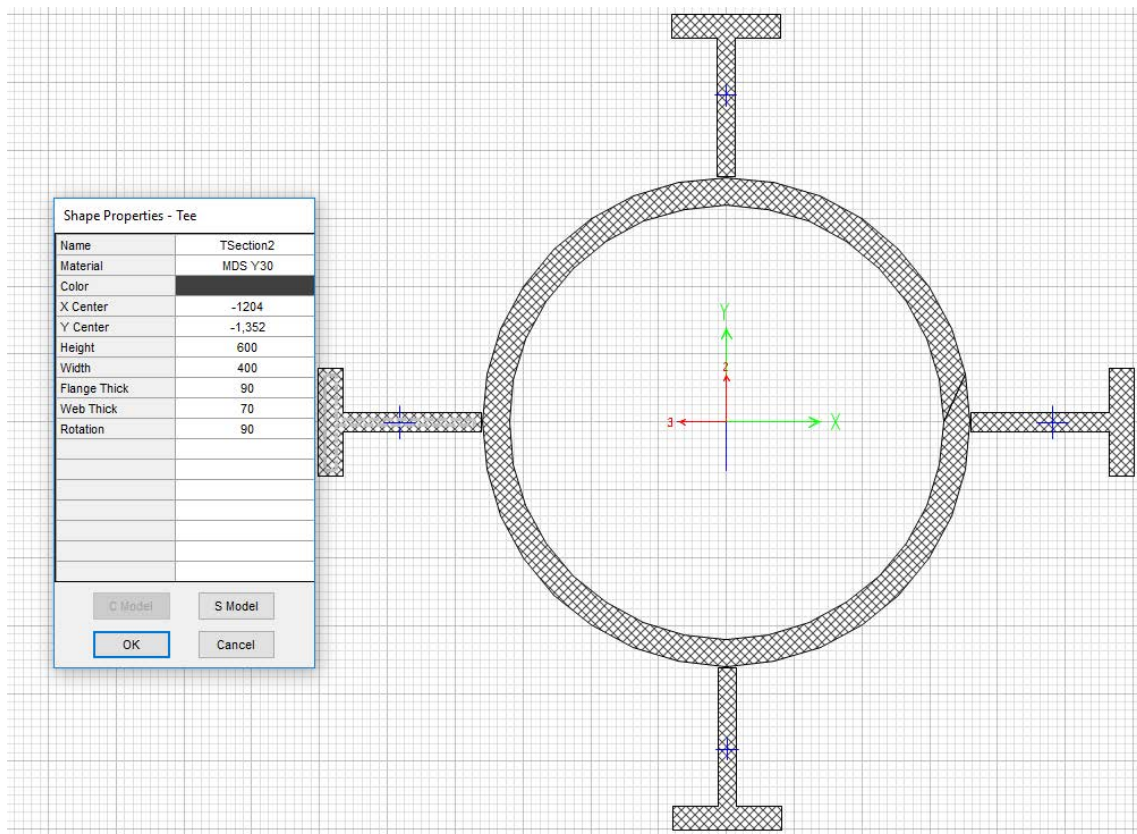 Shape Properties - Tee
Name TSection2
Material MDS Y30
Color
X Center -1204
Y Center -1,352
Height 600
Width 400
Flange Thick 90
Web Thick 70
Rotation 90
C Model S Model
OK Cancel
Y
2
3 X